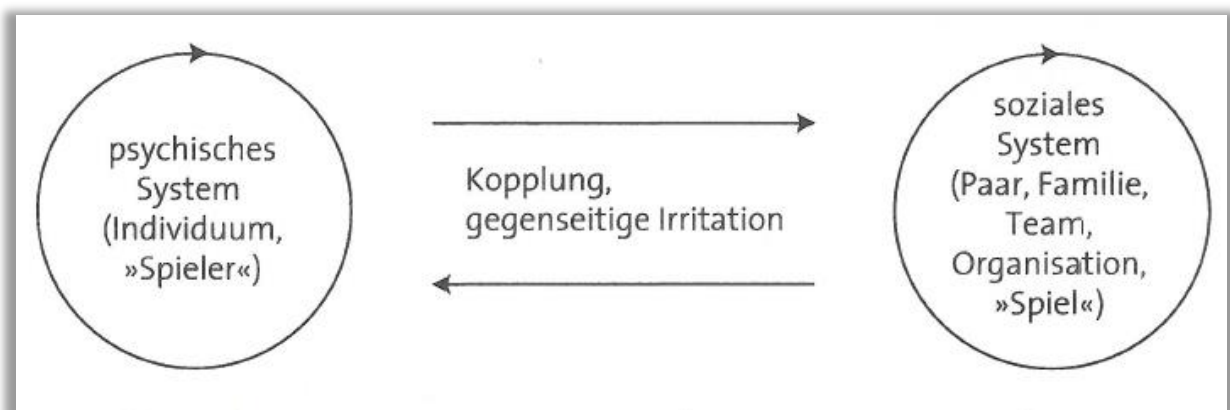 psychisches
System
(Individuum,
»Spieler«)
Kopplung,
gegenseitige Irritation
soziales
System
(Paar, Familie,
Team,
Organisation,
»Spiel«)